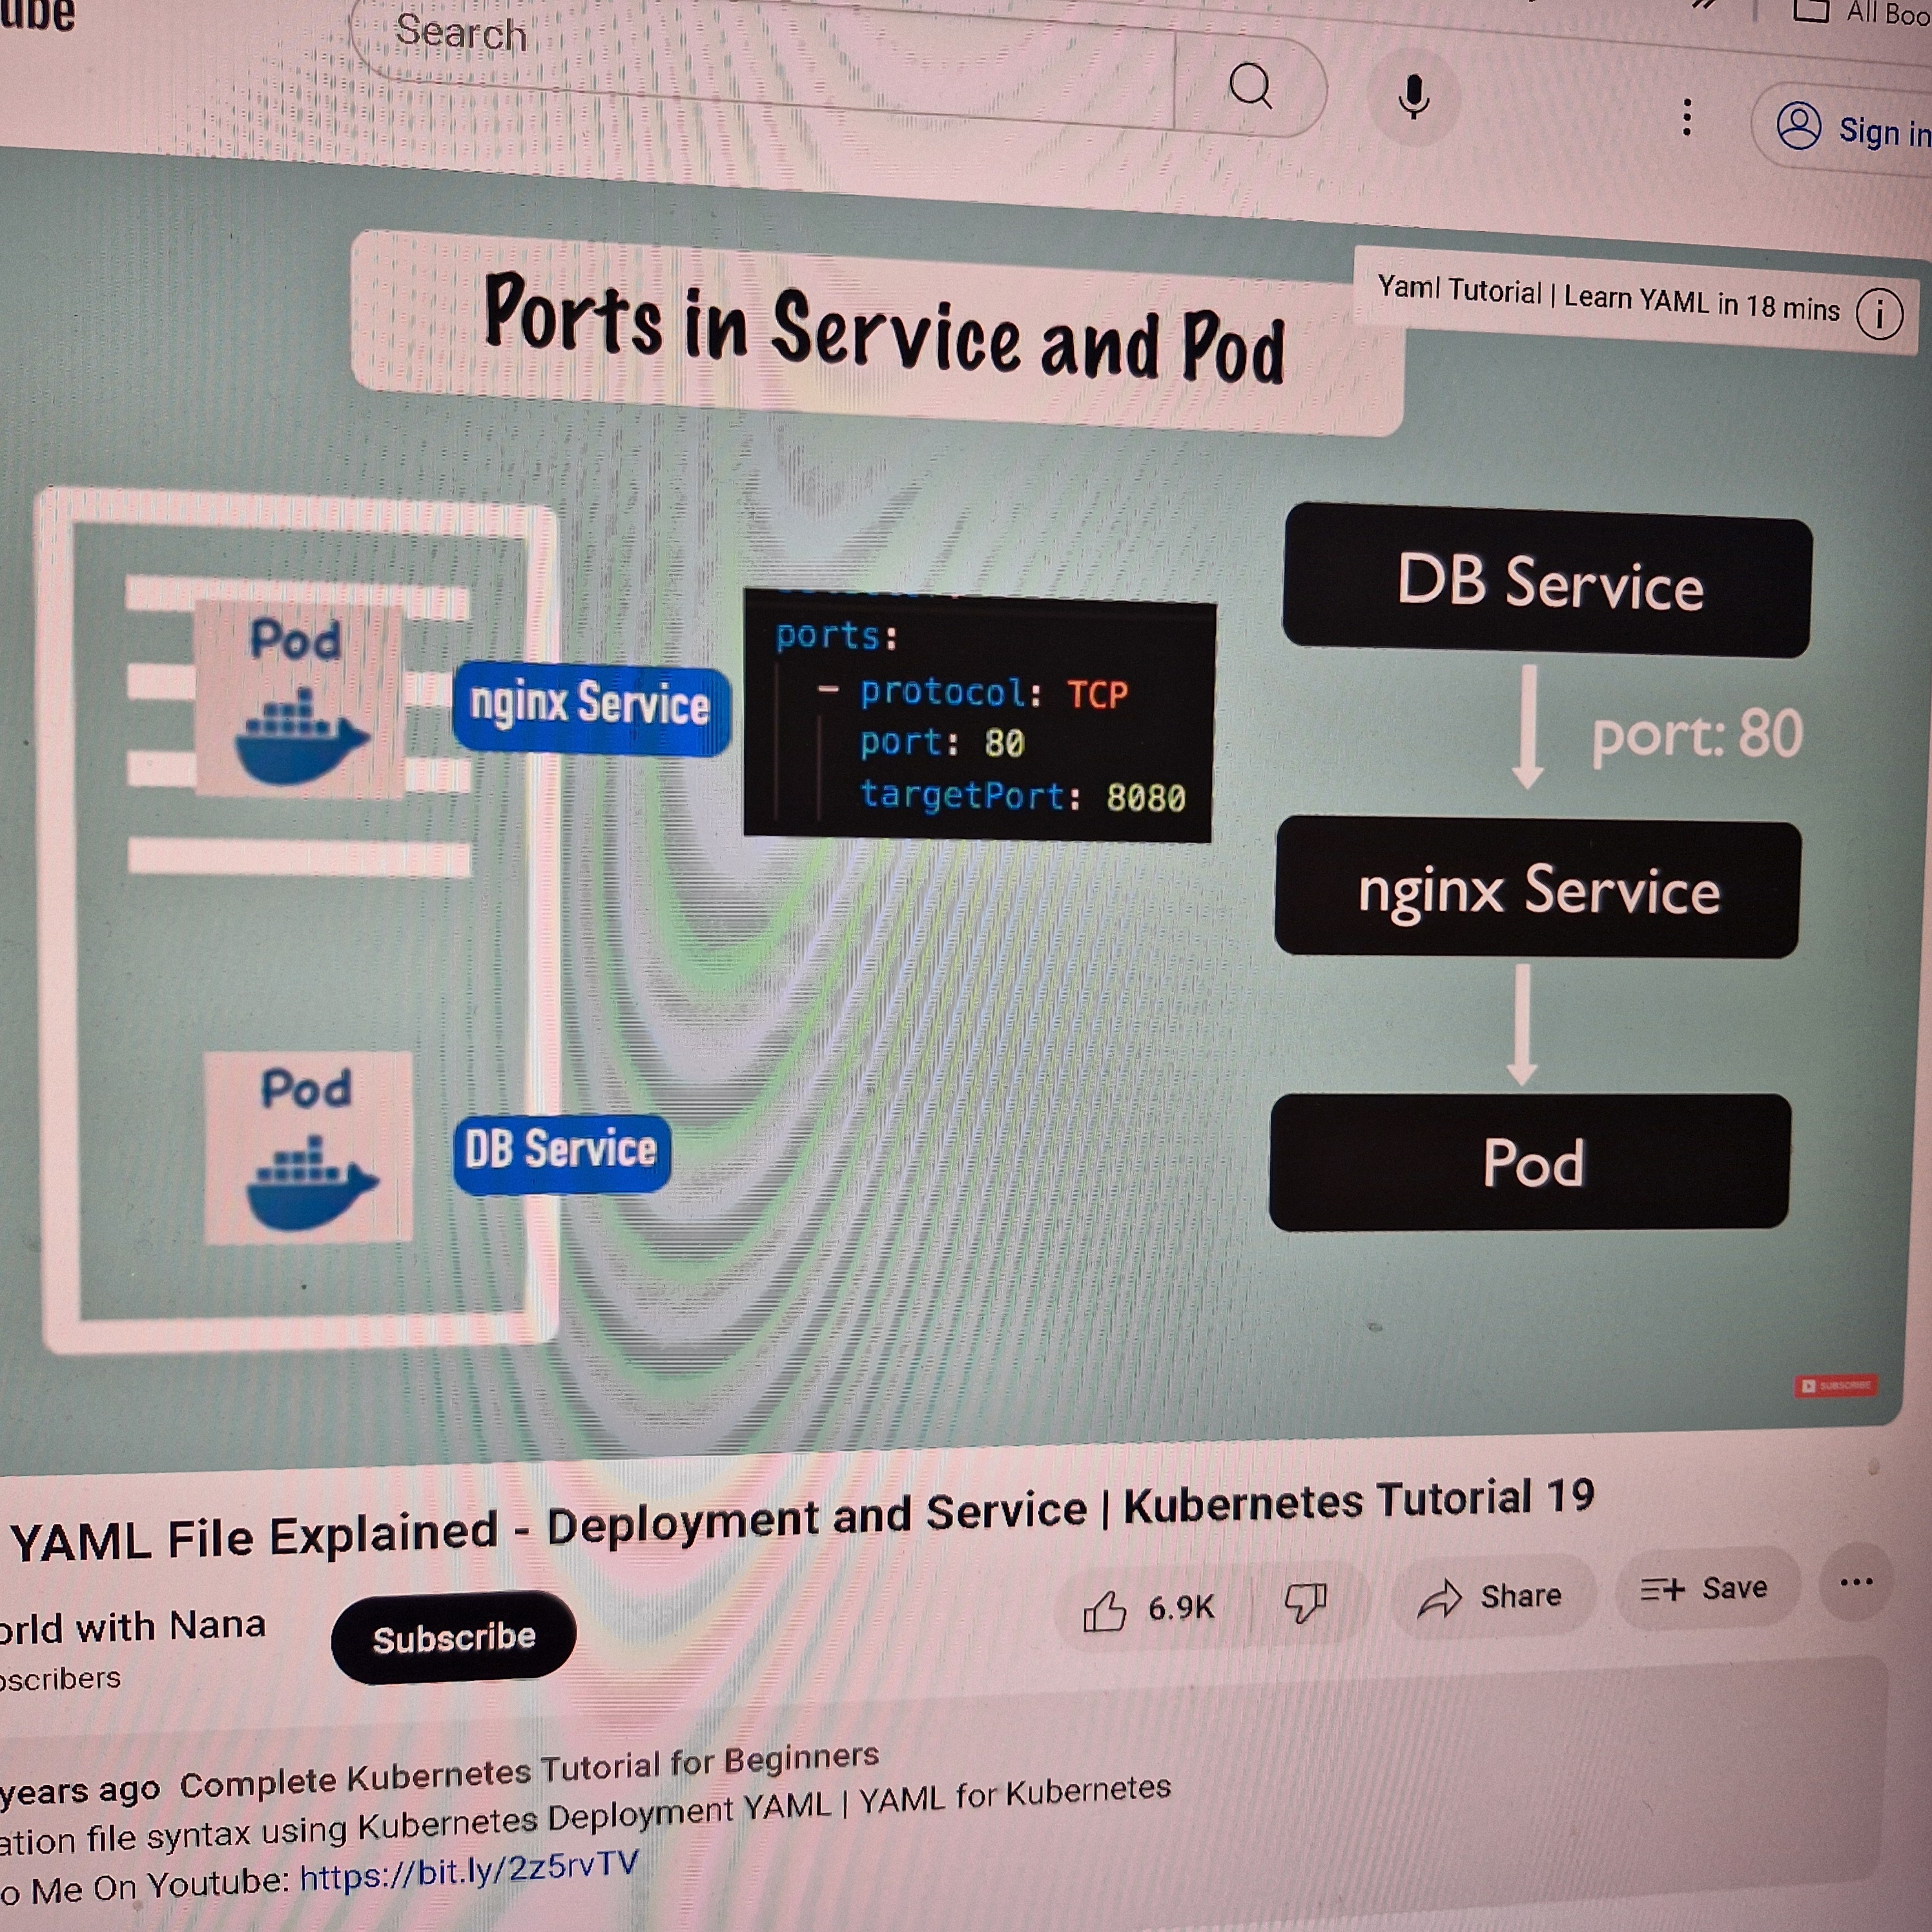 ube
Search
All Boo
Sign in
Ports in Service and Pod
Yaml Tutorial | Learn YAML in 18 mins
Pod
nginx Service
ports:
- protocol: TCP
port: 80
targetPort: 8080
DB Service
port: 80
nginx Service
Pod
Pod
DB Service
SUBSCRIBE
YAML File Explained - Deployment and Service | Kubernetes Tutorial 19
orld with Nana
oscribers
Subscribe
6.9K
Share
Save
years ago Complete Kubernetes Tutorial for Beginners
ation file syntax using Kubernetes Deployment YAML | YAML for Kubernetes
o Me On Youtube: https://bit.ly/2z5rvTV